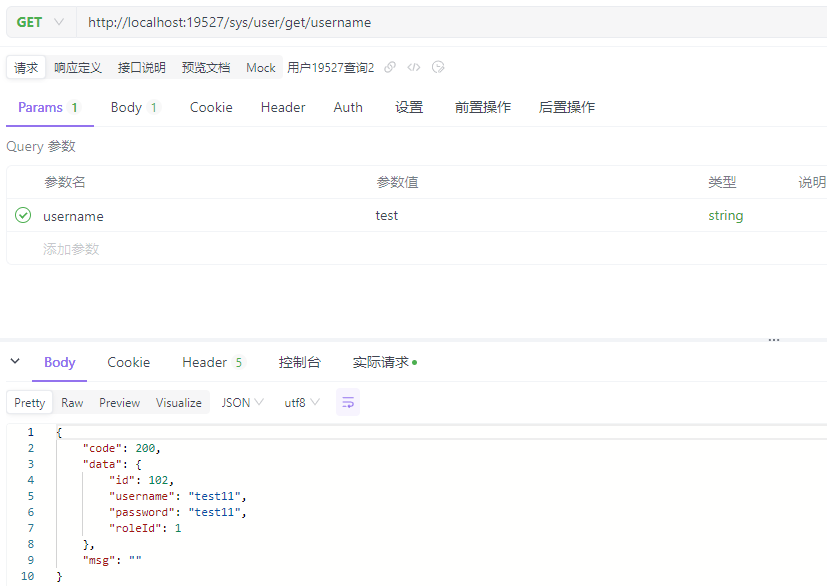 GET http://localhost:19527/sys/user/get/username
请求 响应定义 接口说明 预览文档 Mock 用户19527查询2
Params 1 Body 1 Cookie Header Auth 设置 前置操作 后置操作
Query 参数
参数名 参数值 类型 说明
username test string
添加参数
Body Cookie Header 5 控制台 实际请求
Pretty Raw Preview Visualize JSON utf8
1 {
2 "code": 200,
3 "data": {
4 "id": 102,
5 "username": "test11",
6 "password": "test11",
7 "roleId": 1
8 },
9 "msg": ""
10 }